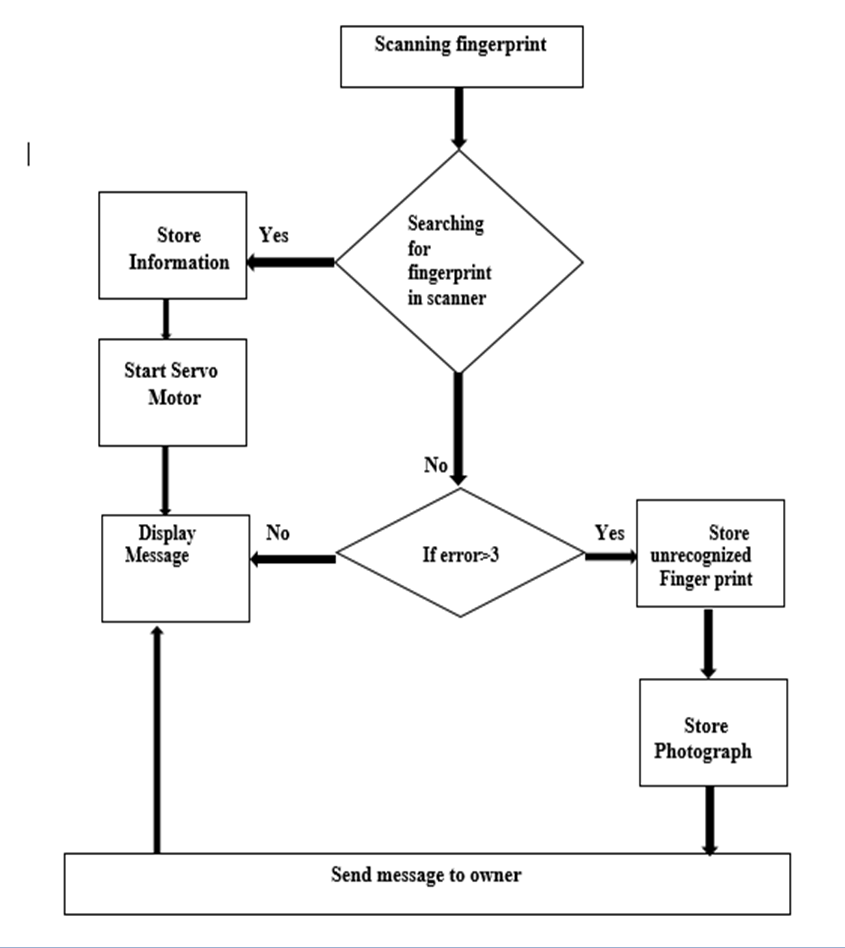 Scanning fingerprint
Searching
for
fingerprint
in scanner
Yes
Store
Information
Start Servo
Motor
No
If error>3
No
Display
Message
Yes
Store
unrecognized
Finger print
Store
Photograph
Send message to owner